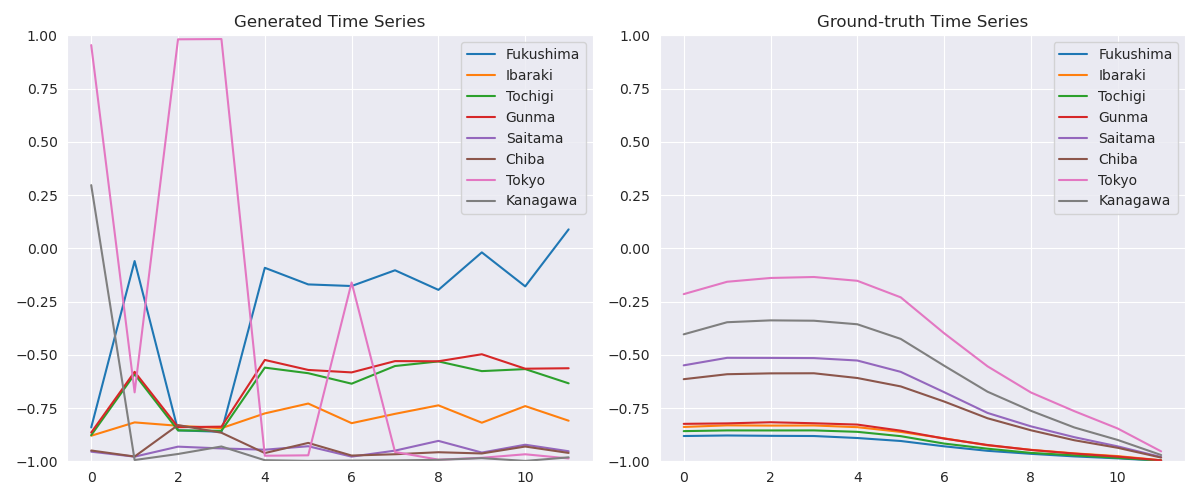 Generated Time Series
1.00
0.75
0.50
0.25
0.00
−0.25
−0.50
−0.75
−1.00
0 2 4 6 8 10
Fukushima
Ibaraki
Tochigi
Gunma
Saitama
Chiba
Tokyo
Kanagawa
Ground-truth Time Series
1.00
0.75
0.50
0.25
0.00
−0.25
−0.50
−0.75
−1.00
0 2 4 6 8 10
Fukushima
Ibaraki
Tochigi
Gunma
Saitama
Chiba
Tokyo
Kanagawa